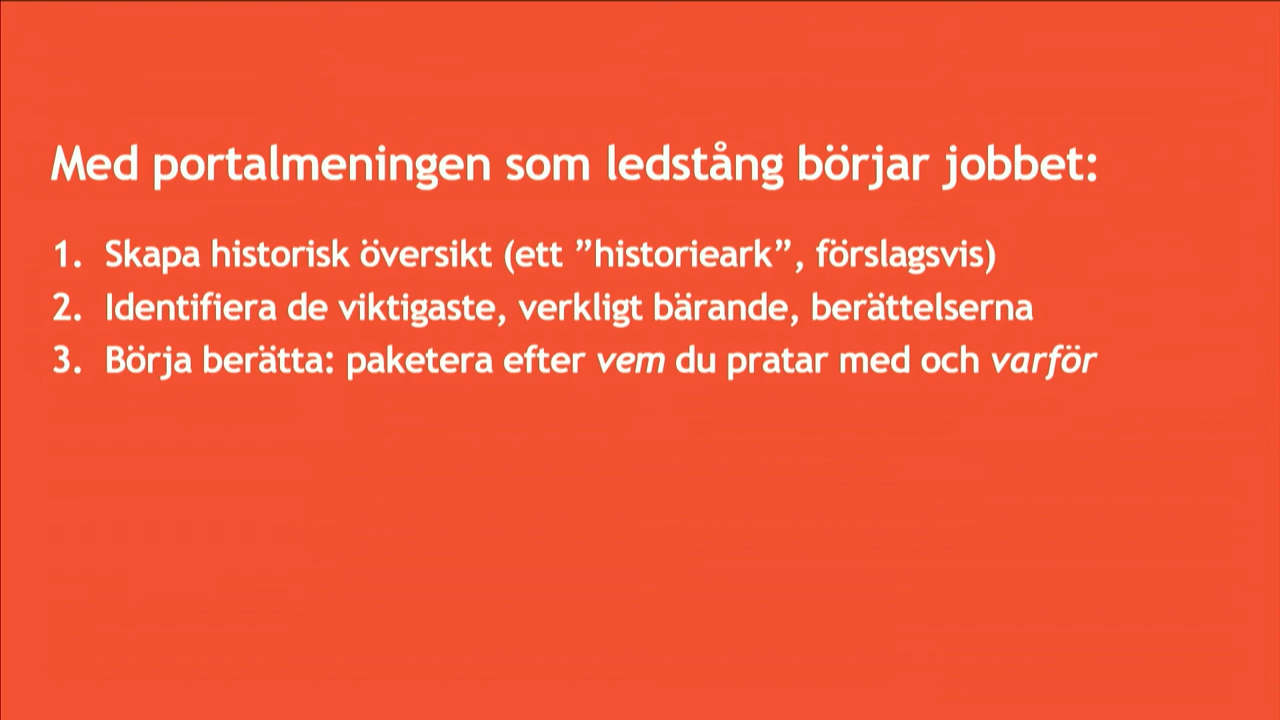 Med portalmeningen som ledstång börjar jobbet:
1. Skapa historisk översikt (ett ”historieark”, förslagsvis)
2. Identifiera de viktigaste, verkligt bärande, berättelserna
3. Börja berätta: paketera efter vem du pratar med och varför